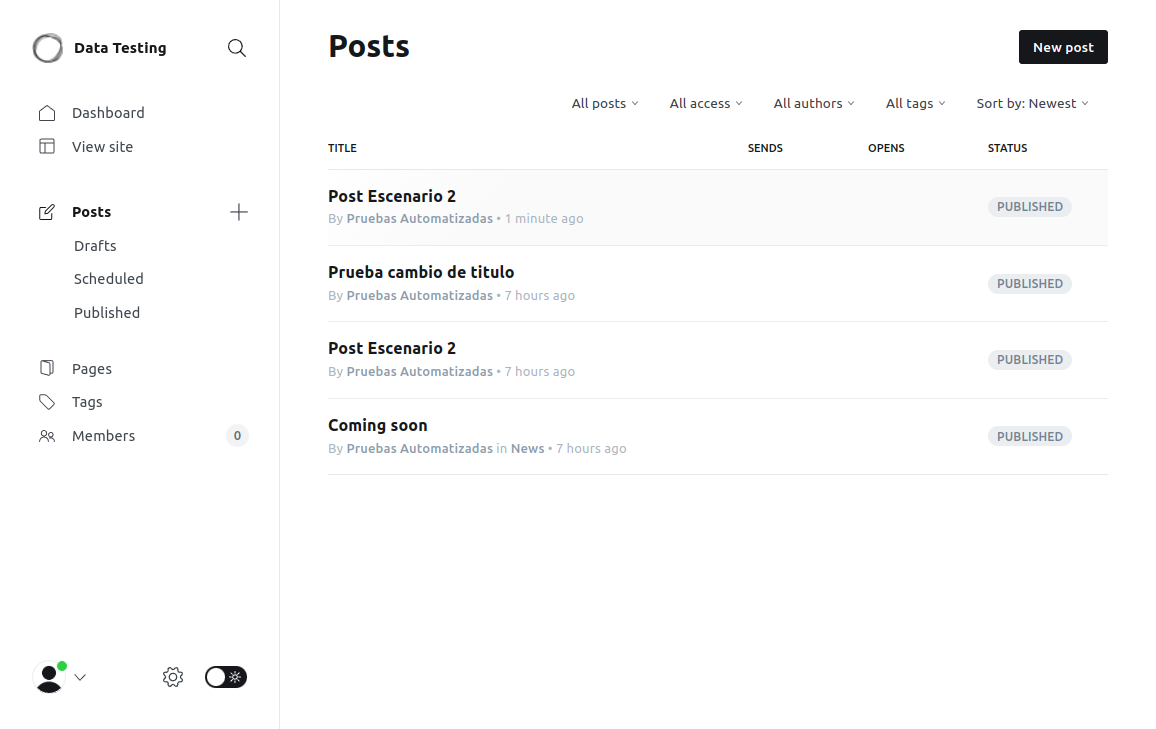 Data Testing
Dashboard
View site
Posts
Drafts
Scheduled
Published
Pages
Tags
Members 0
Posts
New post
All posts All access All authors All tags Sort by: Newest
TITLE SENDS OPENS STATUS
Post Escenario 2
By Pruebas Automatizadas • 1 minute ago
PUBLISHED
Prueba cambio de titulo
By Pruebas Automatizadas • 7 hours ago
PUBLISHED
Post Escenario 2
By Pruebas Automatizadas • 7 hours ago
PUBLISHED
Coming soon
By Pruebas Automatizadas in News • 7 hours ago
PUBLISHED